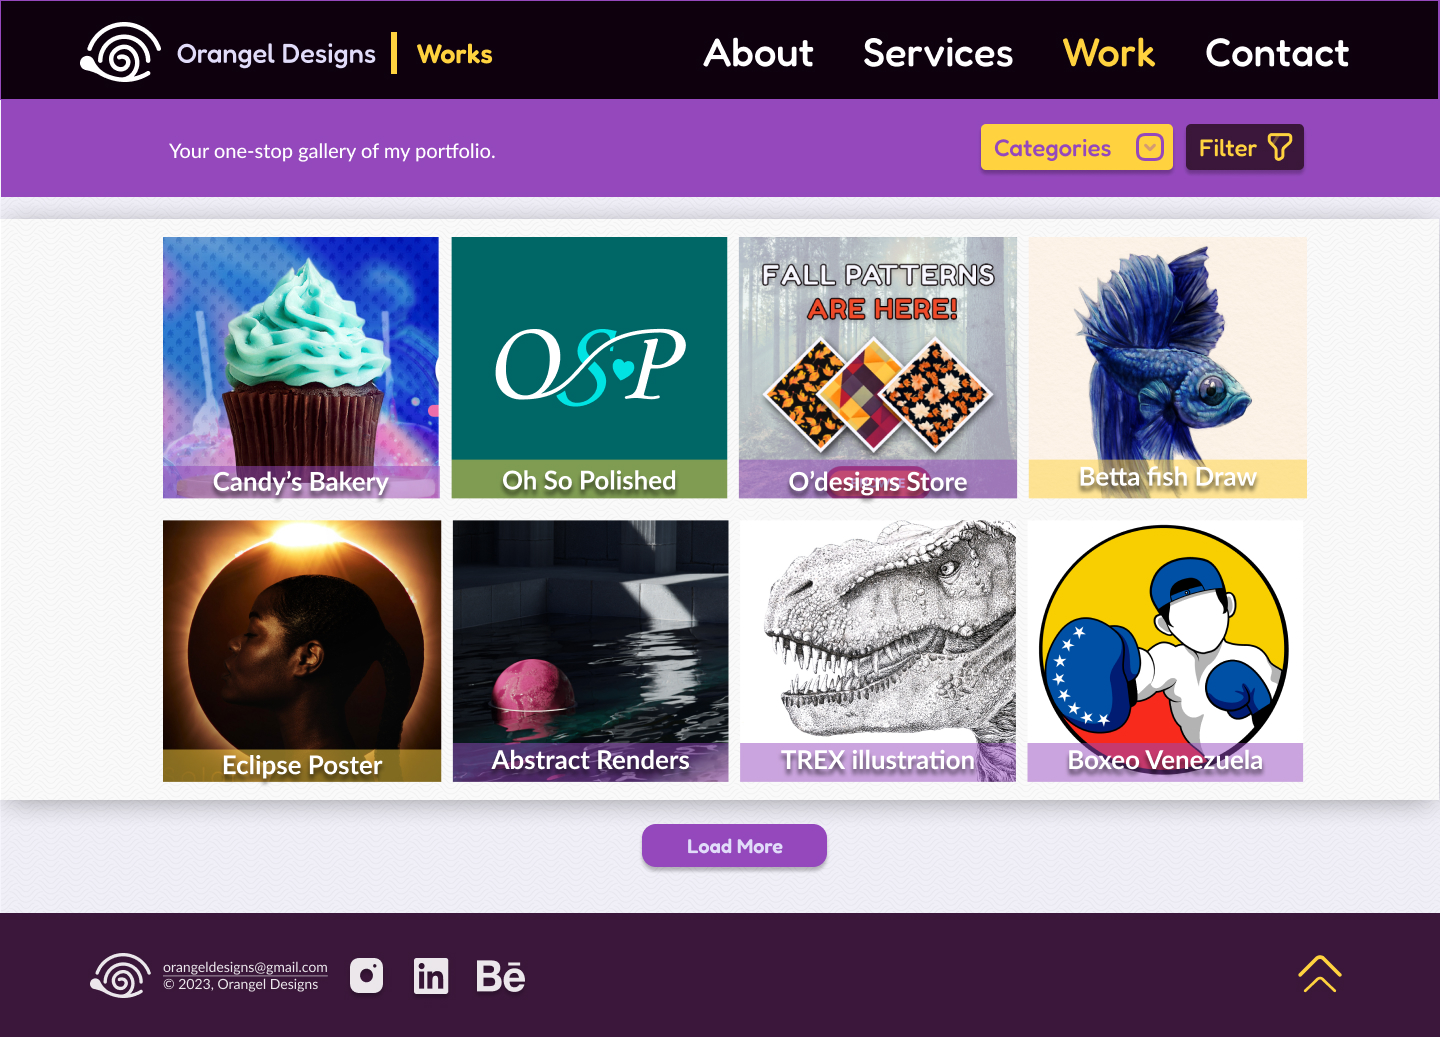 Orangel Designs
Works
About
Services
Work
Contact
Your one-stop gallery of my portfolio.
Categories
Filter
FALL PATTERNS
ARE HERE!
OSP
Candy's Bakery
Oh So Polished
O'designs Store
Betta fish Draw
Eclipse Poster
Abstract Renders
TREX illustration
Boxeo Venezuela
Load More
orangeldesigns@gmail.com
© 2023, Orangel Designs
in
Bē